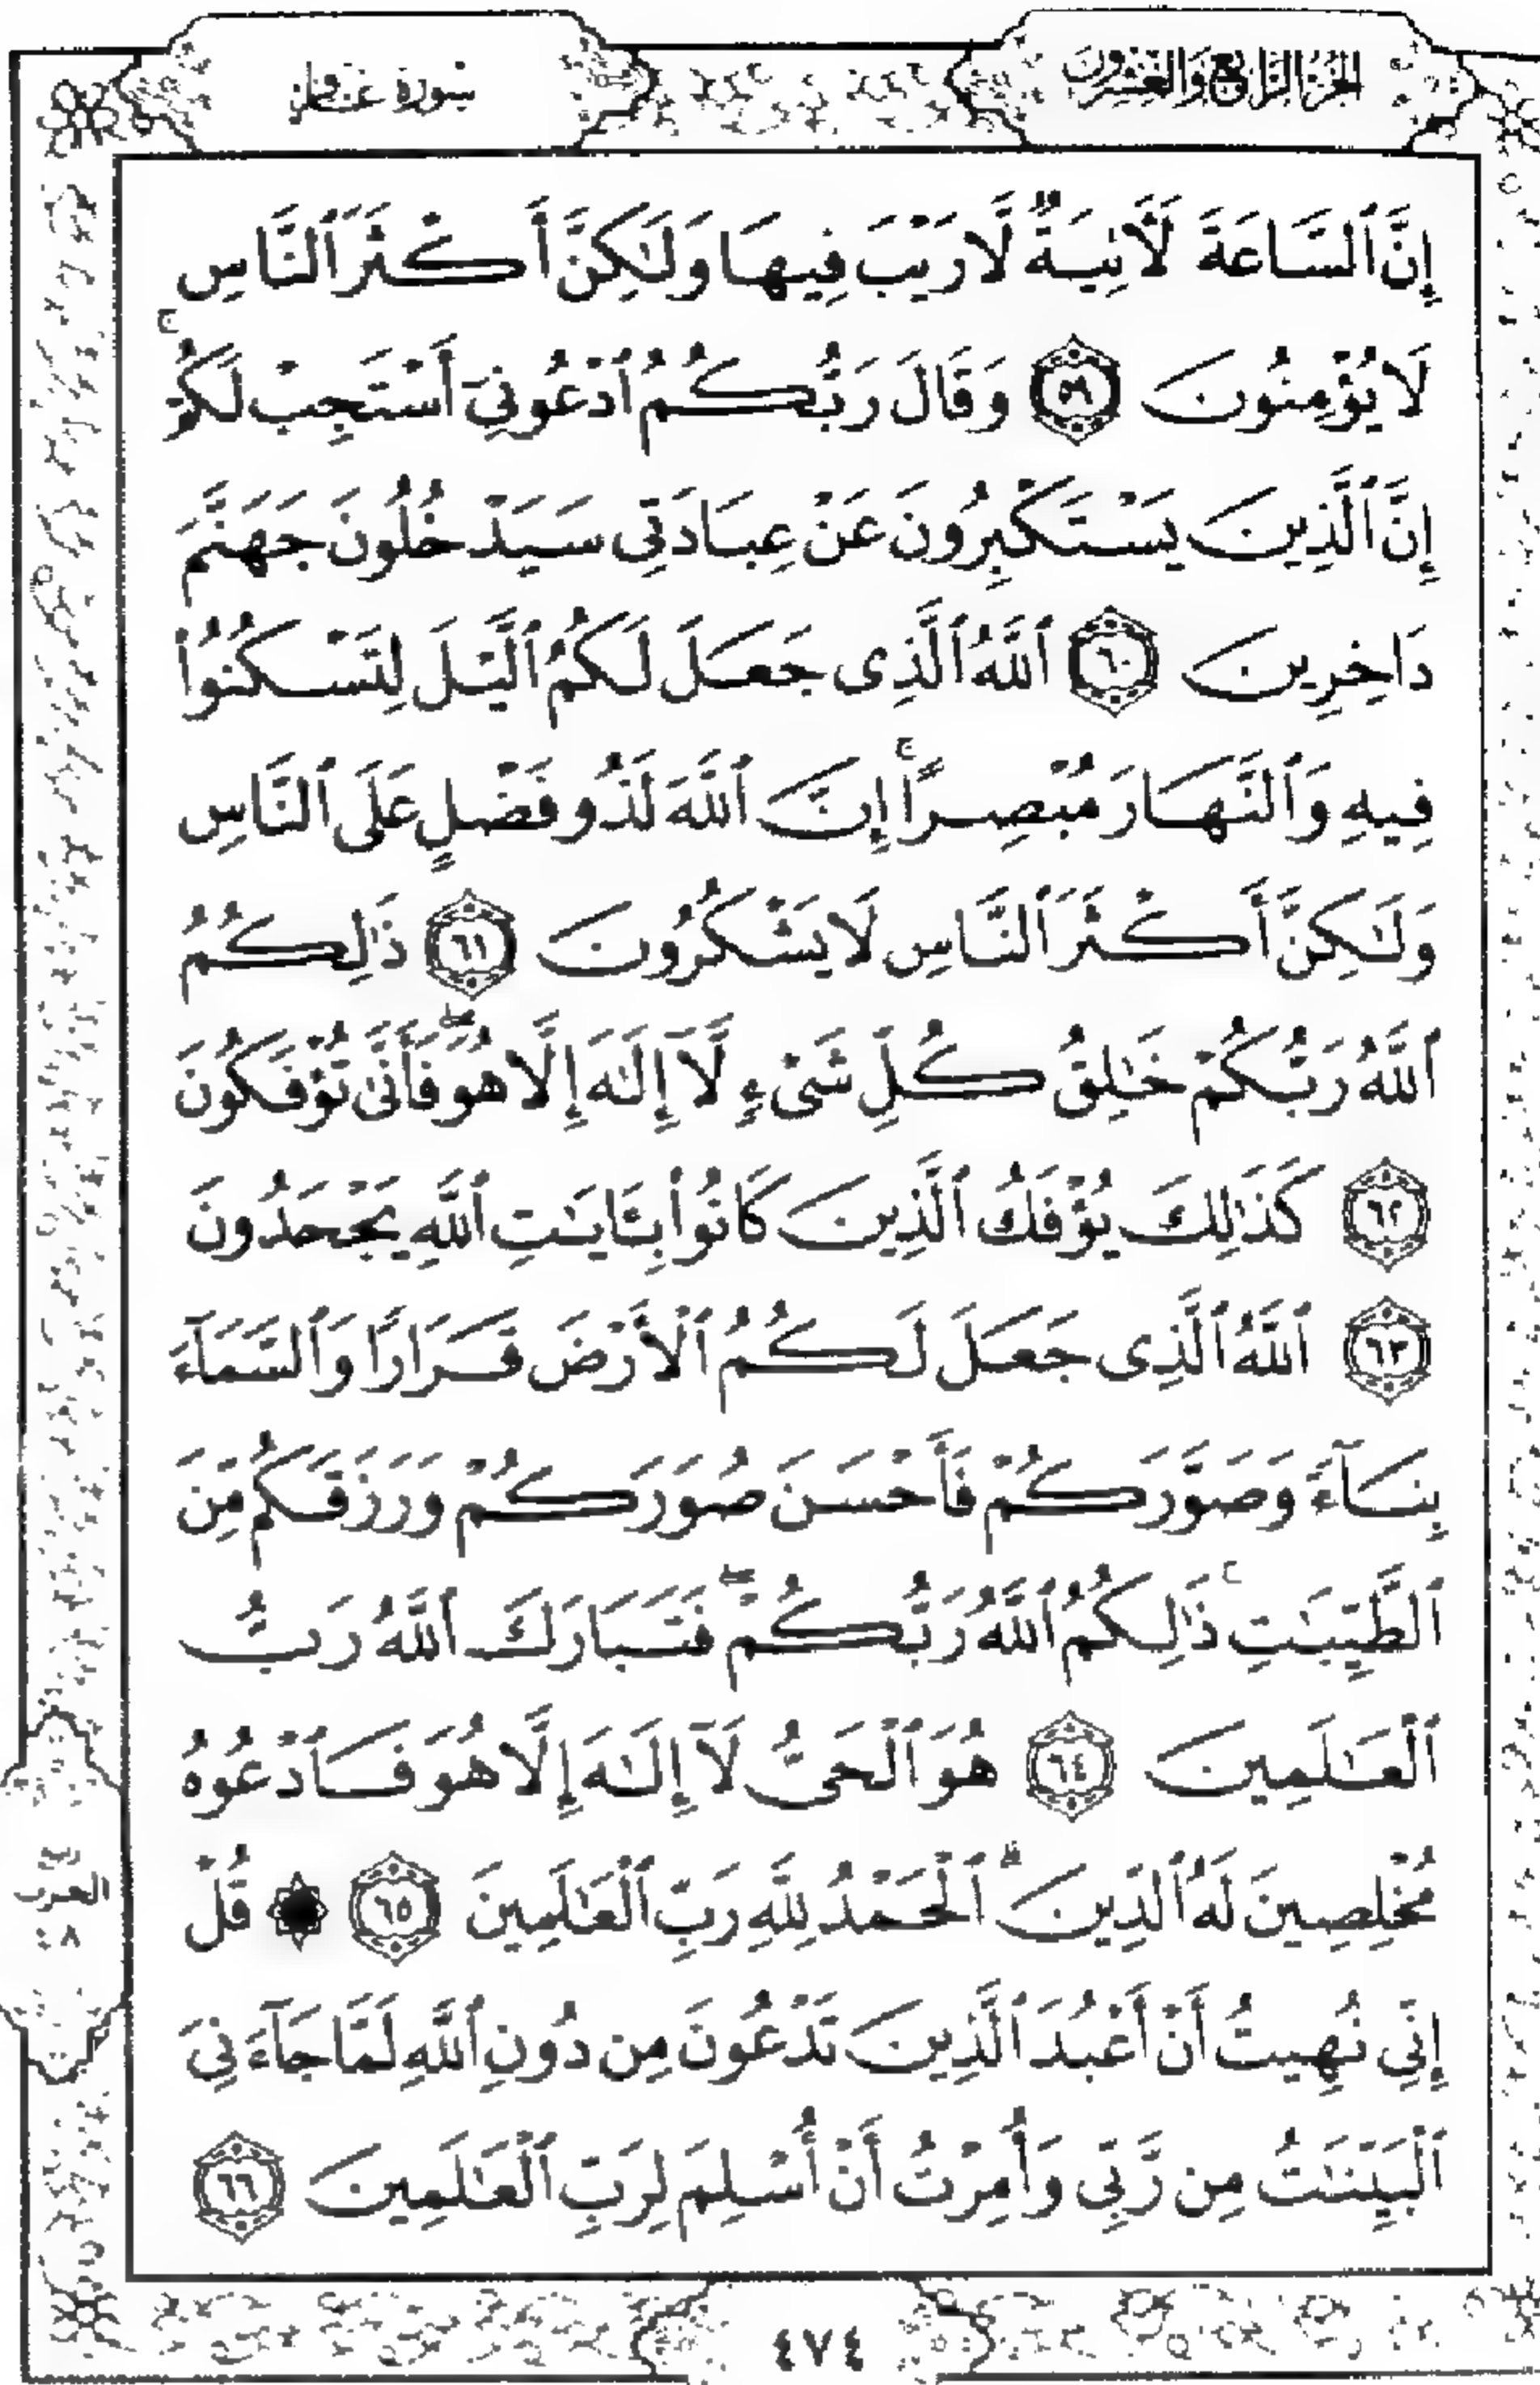 الجزء الرابع والعشرون
سورة غافر
إِنَّ ٱلسَّاعَةَ لَـَٔاتِيَةٌ لَّا رَيْبَ فِيهَا وَلَـٰكِنَّ أَكْثَرَ ٱلنَّاسِ
لَا يُؤْمِنُونَ ٥٩ وَقَالَ رَبُّكُمُ ٱدْعُونِىٓ أَسْتَجِبْ لَكُمْ ۚ
إِنَّ ٱلَّذِينَ يَسْتَكْبِرُونَ عَنْ عِبَادَتِى سَيَدْخُلُونَ جَهَنَّمَ
دَاخِرِينَ ٦٠ ٱللَّهُ ٱلَّذِى جَعَلَ لَكُمُ ٱلَّيْلَ لِتَسْكُنُوا۟
فِيهِ وَٱلنَّهَارَ مُبْصِرًا ۚ إِنَّ ٱللَّهَ لَذُو فَضْلٍ عَلَى ٱلنَّاسِ
وَلَـٰكِنَّ أَكْثَرَ ٱلنَّاسِ لَا يَشْكُرُونَ ٦١ ذَٰلِكُمُ
ٱللَّهُ رَبُّكُمْ خَـٰلِقُ كُلِّ شَىْءٍ لَّآ إِلَـٰهَ إِلَّا هُوَ ۖ فَأَنَّىٰ تُؤْفَكُونَ
٦٢ كَذَٰلِكَ يُؤْفَكُ ٱلَّذِينَ كَانُوا۟ بِـَٔايَـٰتِ ٱللَّهِ يَجْحَدُونَ
٦٣ ٱللَّهُ ٱلَّذِى جَعَلَ لَكُمُ ٱلْأَرْضَ قَرَارًا وَٱلسَّمَآءَ
بِنَآءً وَصَوَّرَكُمْ فَأَحْسَنَ صُوَرَكُمْ وَرَزَقَكُم مِّنَ
ٱلطَّيِّبَـٰتِ ۚ ذَٰلِكُمُ ٱللَّهُ رَبُّكُمْ ۖ فَتَبَارَكَ ٱللَّهُ رَبُّ
ٱلْعَـٰلَمِينَ ٦٤ هُوَ ٱلْحَىُّ لَآ إِلَـٰهَ إِلَّا هُوَ فَٱدْعُوهُ
مُخْلِصِينَ لَهُ ٱلدِّينَ ۗ ٱلْحَمْدُ لِلَّهِ رَبِّ ٱلْعَـٰلَمِينَ ٦٥ ۞ قُلْ
إِنِّى نُهِيتُ أَنْ أَعْبُدَ ٱلَّذِينَ تَدْعُونَ مِن دُونِ ٱللَّهِ لَمَّا جَآءَنِىَ
ٱلْبَيِّنَـٰتُ مِن رَّبِّى وَأُمِرْتُ أَنْ أُسْلِمَ لِرَبِّ ٱلْعَـٰلَمِينَ ٦٦
٤٧٤